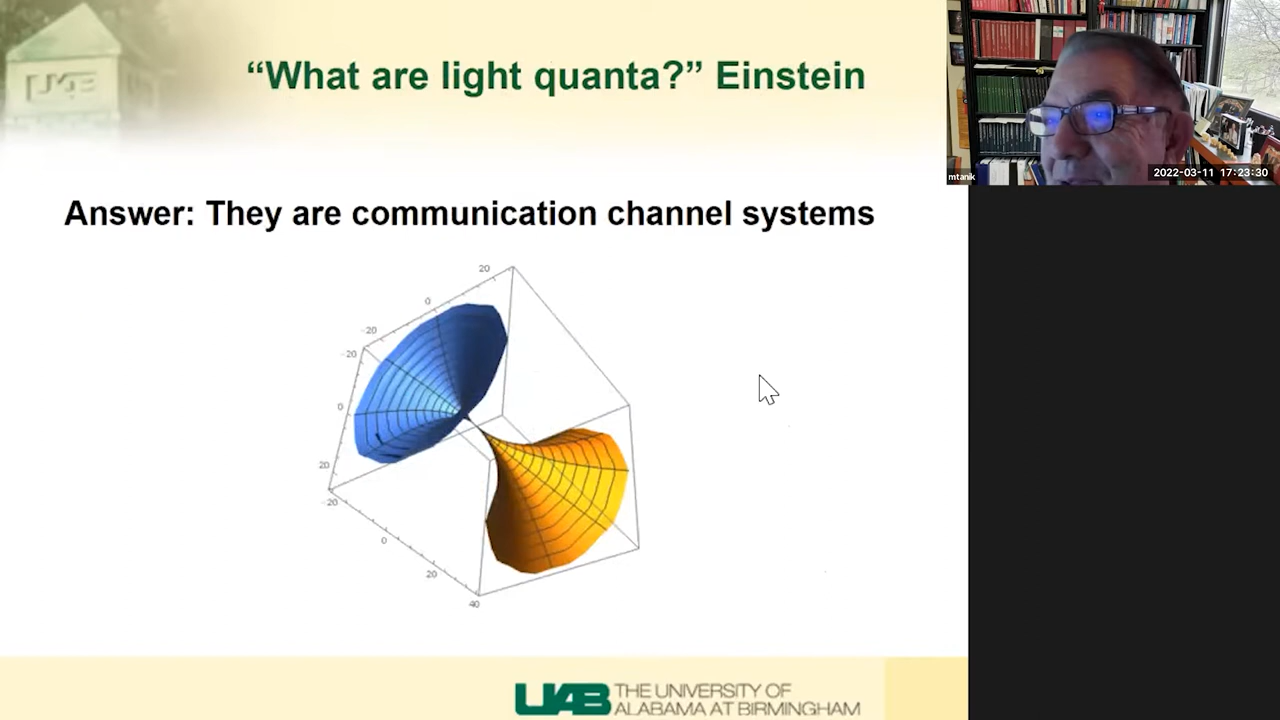 UAB
“What are light quanta?” Einstein
mtanik
2022-03-11 17:23:30
Answer: They are communication channel systems
20
0
-20
-20
0
20
-20
0
20
40
UAB THE UNIVERSITY OF
ALABAMA AT BIRMINGHAM